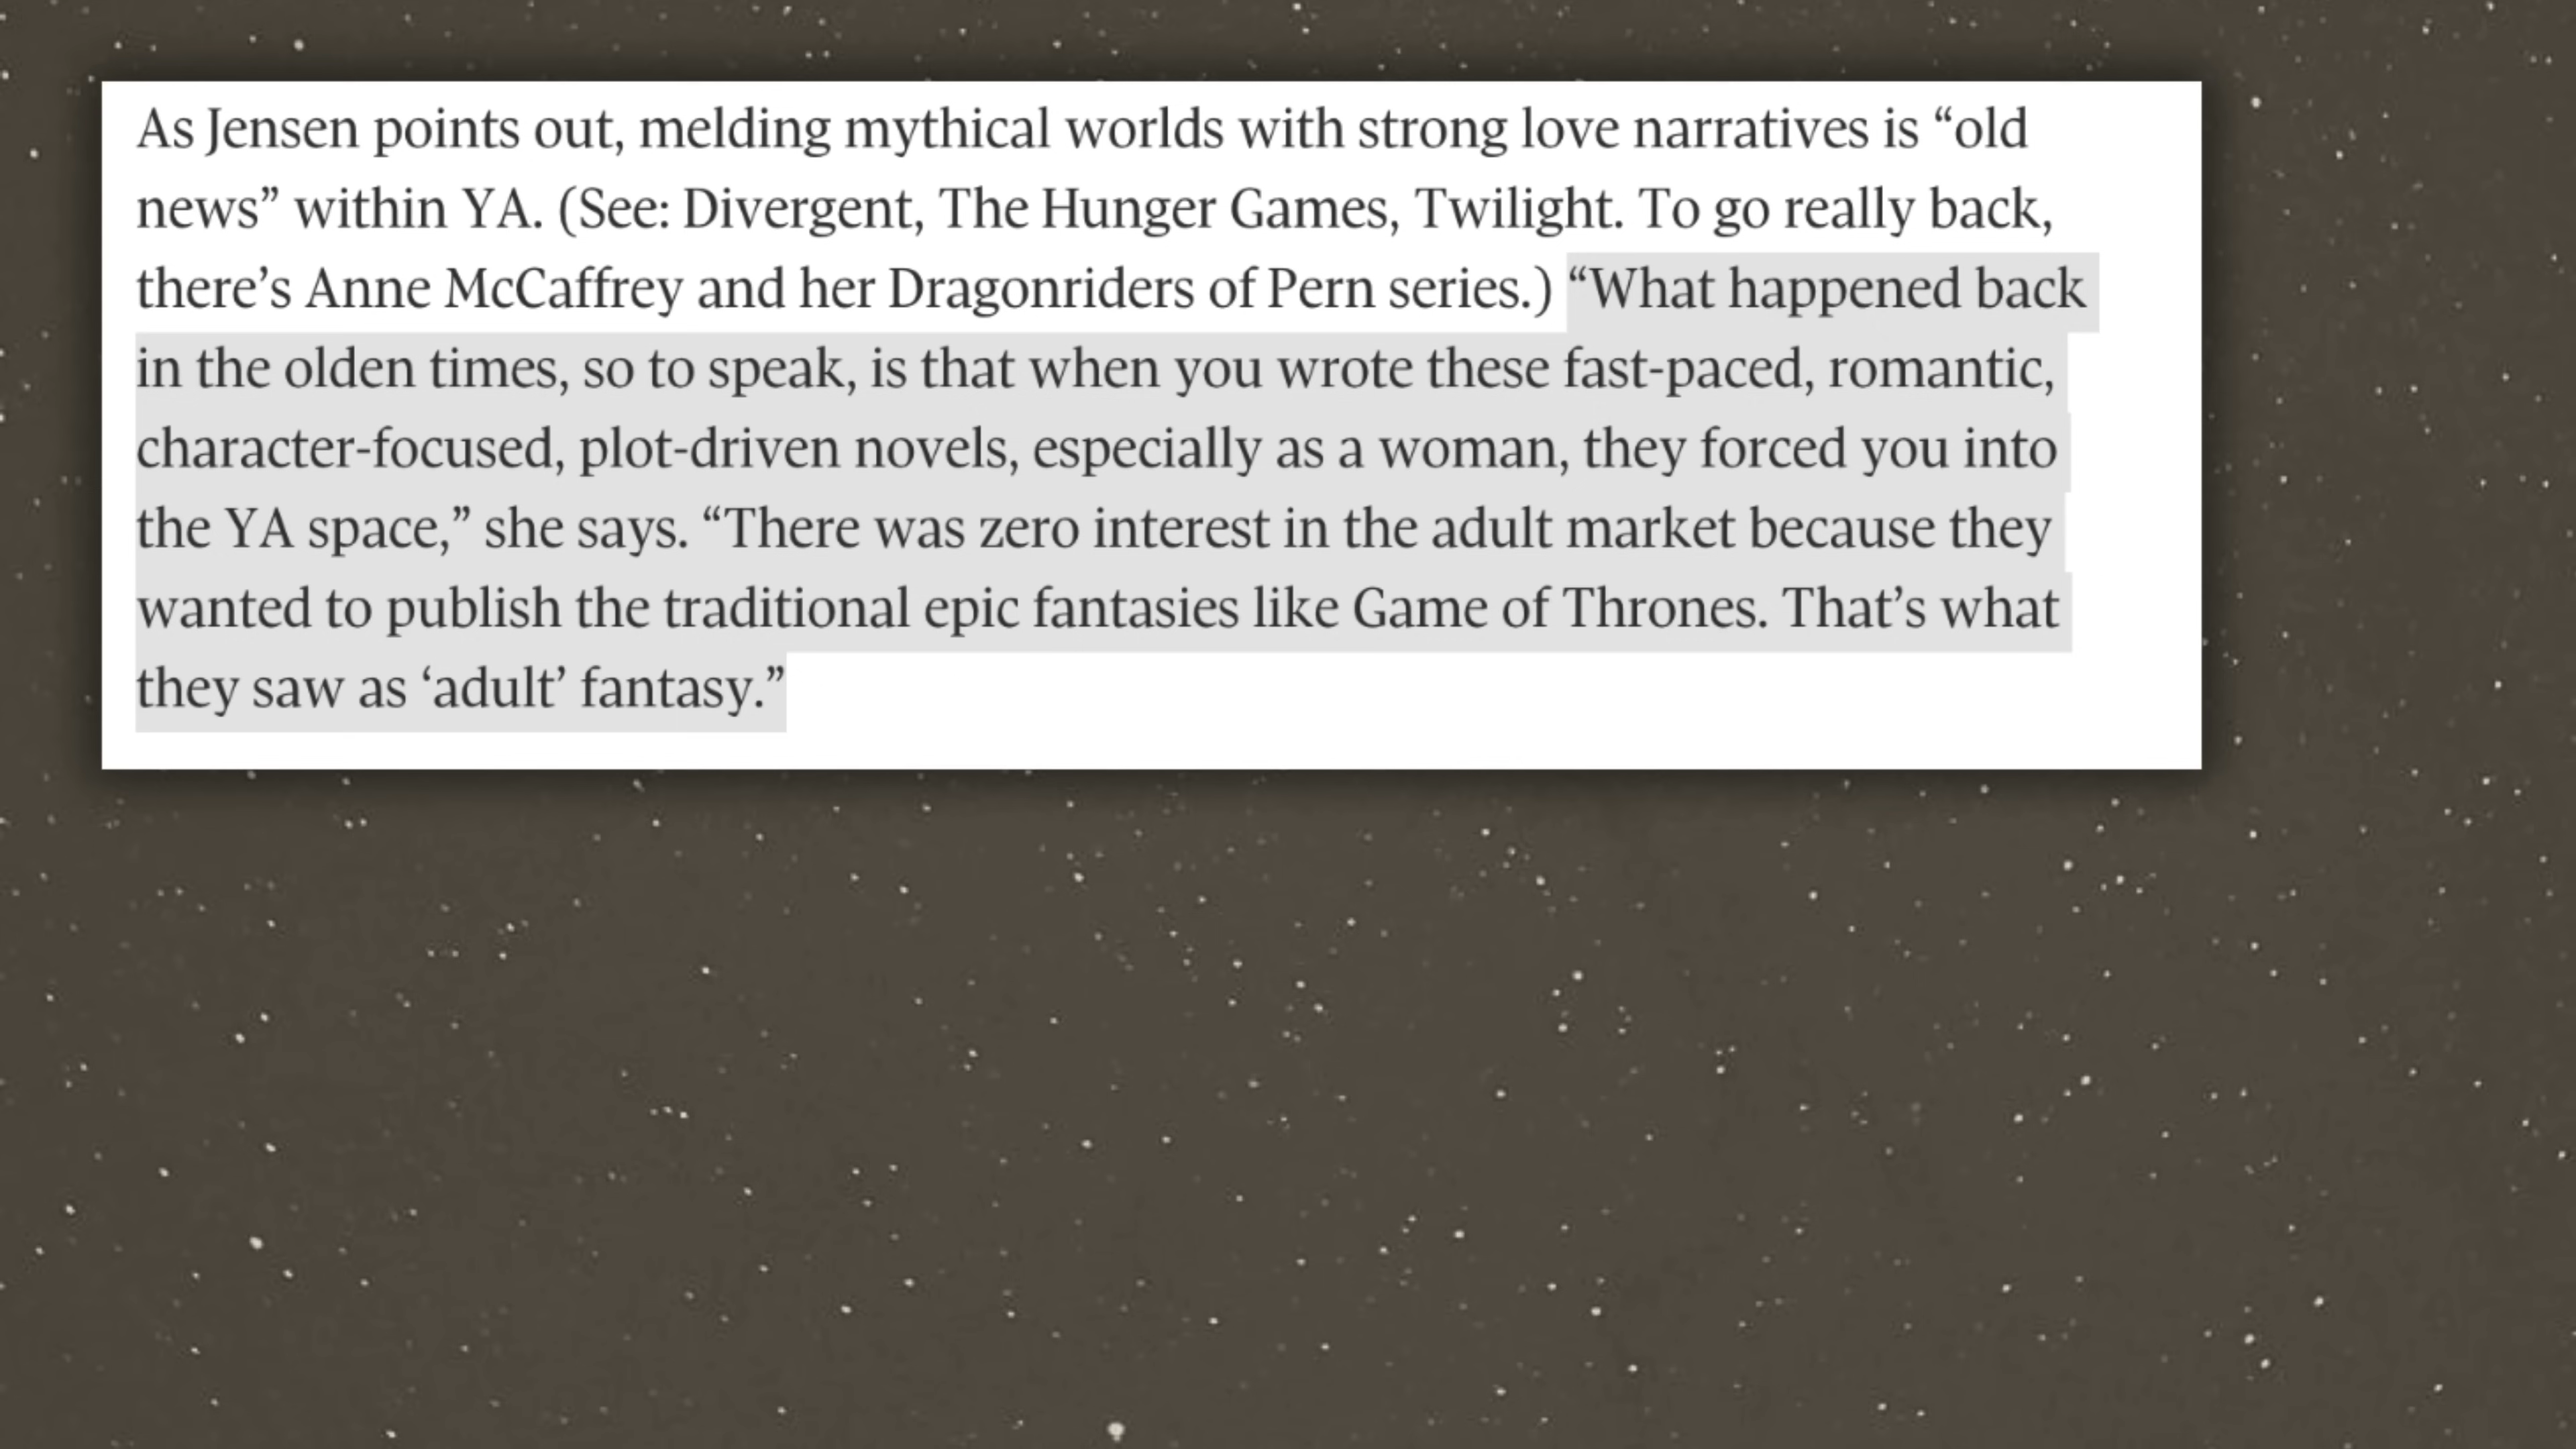 As Jensen points out, melding mythical worlds with strong love narratives is “old
news” within YA. (See: Divergent, The Hunger Games, Twilight. To go really back,
there’s Anne McCaffrey and her Dragonriders of Pern series.) “What happened back
in the olden times, so to speak, is that when you wrote these fast-paced, romantic,
character-focused, plot-driven novels, especially as a woman, they forced you into
the YA space,” she says. “There was zero interest in the adult market because they
wanted to publish the traditional epic fantasies like Game of Thrones. That’s what
they saw as ‘adult’ fantasy.”